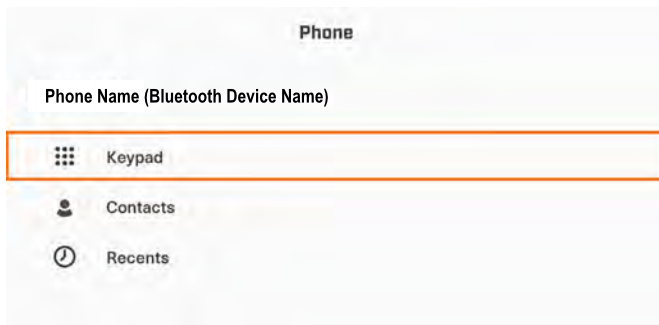 Phone
Phone Name (Bluetooth Device Name)
Keypad
Contacts
Recents